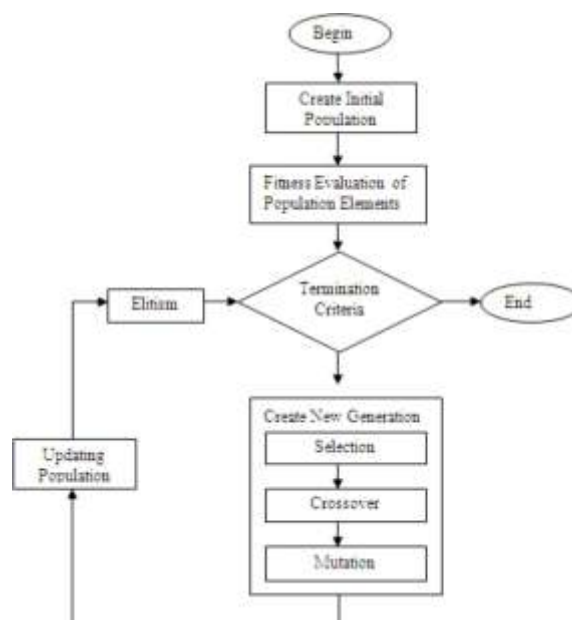 Begin
Create Initial
Population
Fitness Evaluation of
Population Elements
Termination
Criteria
Elitism
End
Create New Generation
Selection
Updating
Population
Crossover
Mutation